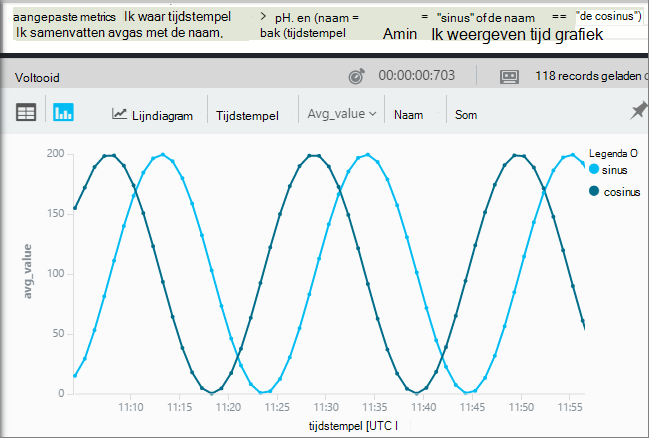 aangepaste metrics Ik waar tijdstempel > pH. en (naam = = "sinus" of de naam == "de cosinus")
Ik samenvatten avgas met de naam, bak (tijdstempel Amin Ik weergeven tijd grafiek
Voltooid 00:00:00:703 118 records geladen
Lijndiagram Tijdstempel Avg_value Naam Som
Legenda O
sinus
cosinus
200
150
100
50
0
avg_value
11:10 11:15 11:20 11:25 11:30 11:35 11:40 11:45 11:50 11:55
tijdstempel [UTC I